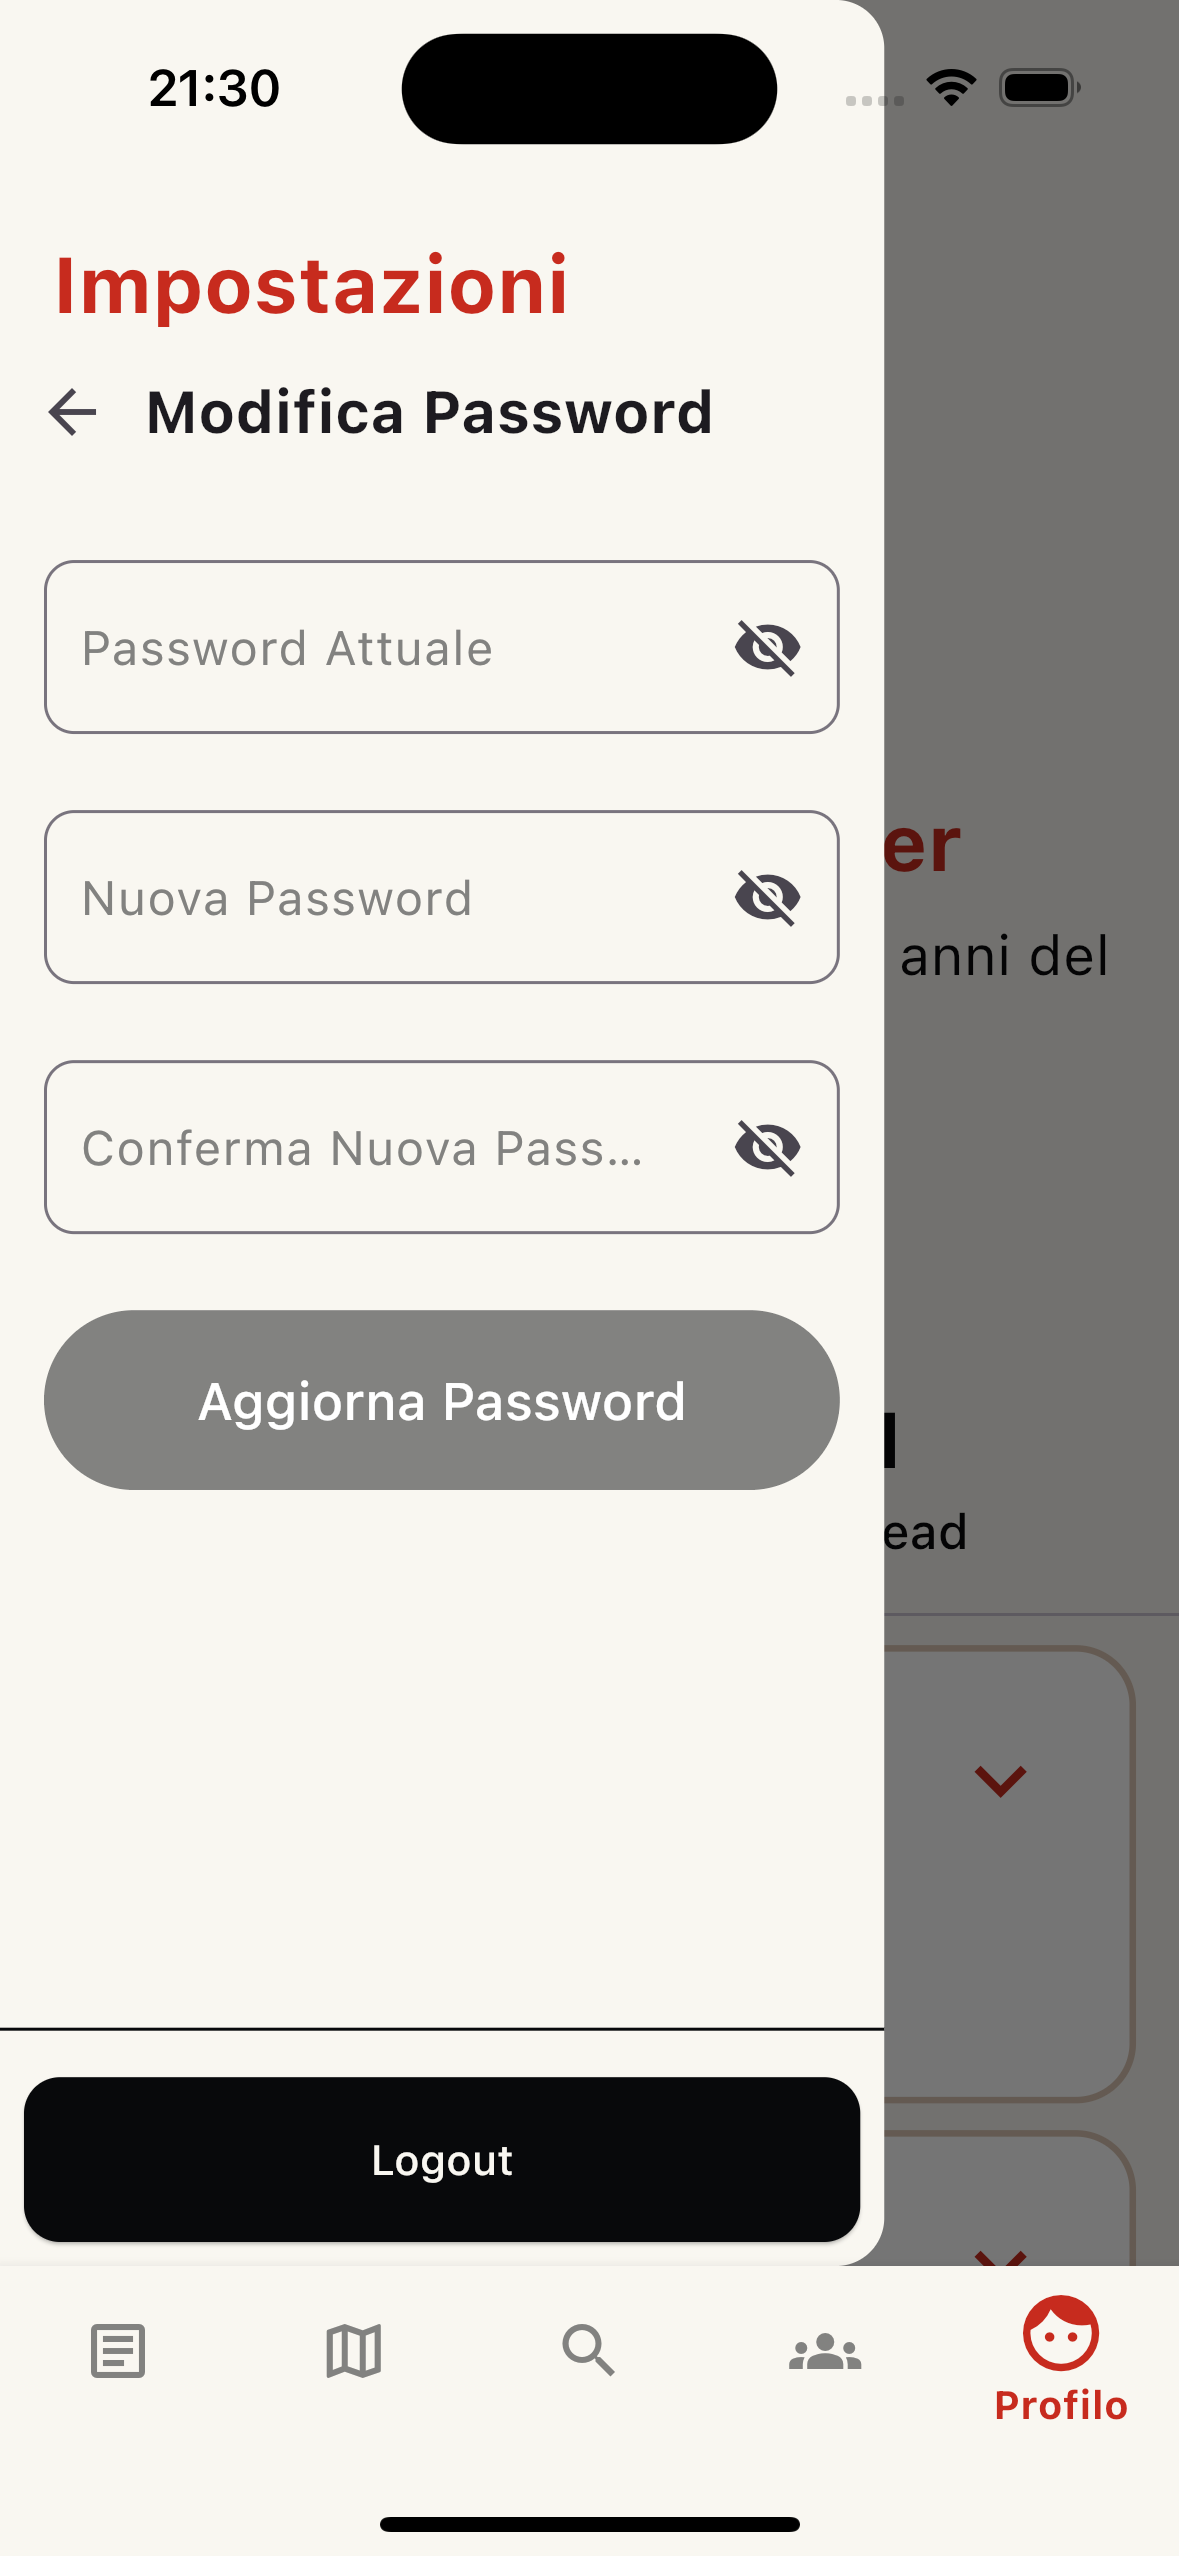 21:30
Impostazioni
Modifica Password
Password Attuale
er
Nuova Password
anni del
Conferma Nuova Pass...
Aggiorna Password
ead
Logout
Profilo